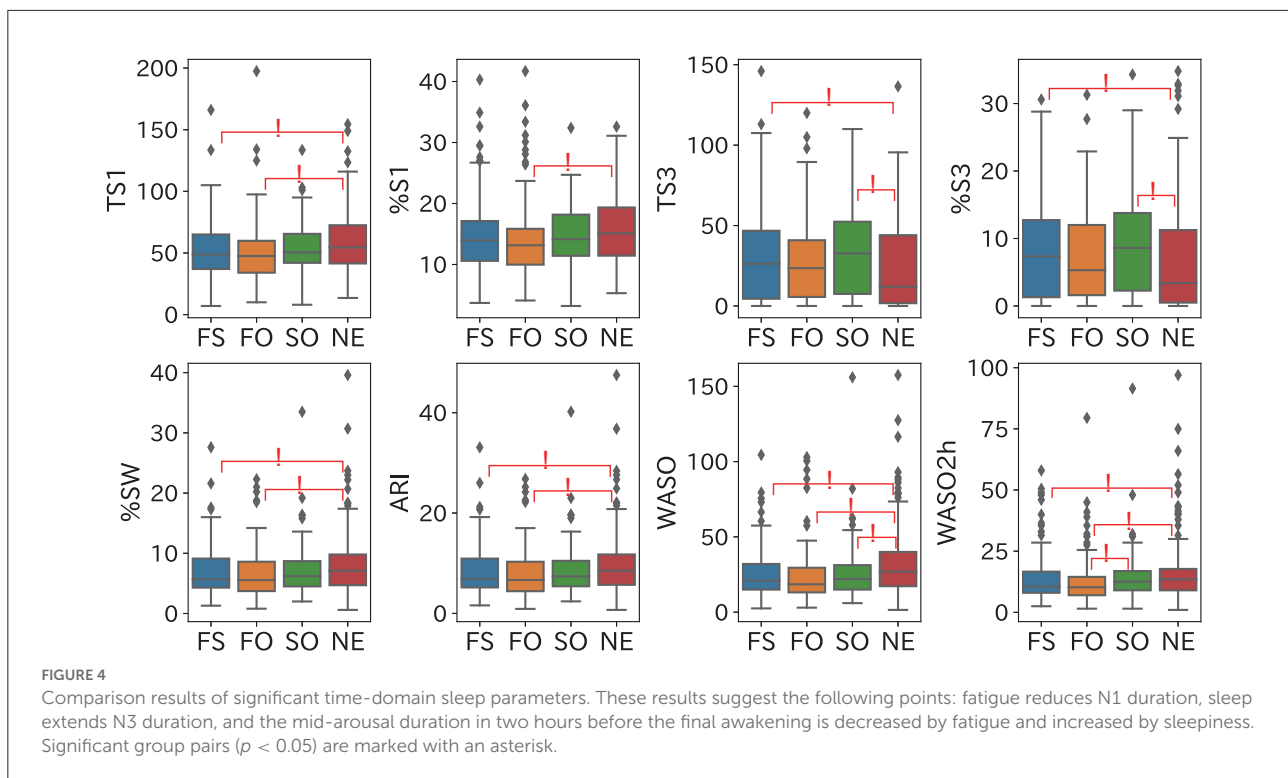 200
150
100
50
0
TS1
FS FO SO NE
40
30
20
10
%S1
FS FO SO NE
150
100
50
0
TS3
FS FO SO NE
30
20
10
0
%S3
FS FO SO NE
40
30
20
10
0
%SW
FS FO SO NE
40
20
0
ARI
FS FO SO NE
150
100
50
0
WASO
FS FO SO NE
100
75
50
25
0
WASO2h
FS FO SO NE
! ! ! ! ! ! ! ! ! ! ! ! ! ! ! ! ! !
FIGURE 4
Comparison results of significant time-domain sleep parameters. These results suggest the following points: fatigue reduces N1 duration, sleep
extends N3 duration, and the mid-arousal duration in two hours before the final awakening is decreased by fatigue and increased by sleepiness.
Significant group pairs (p < 0.05) are marked with an asterisk.